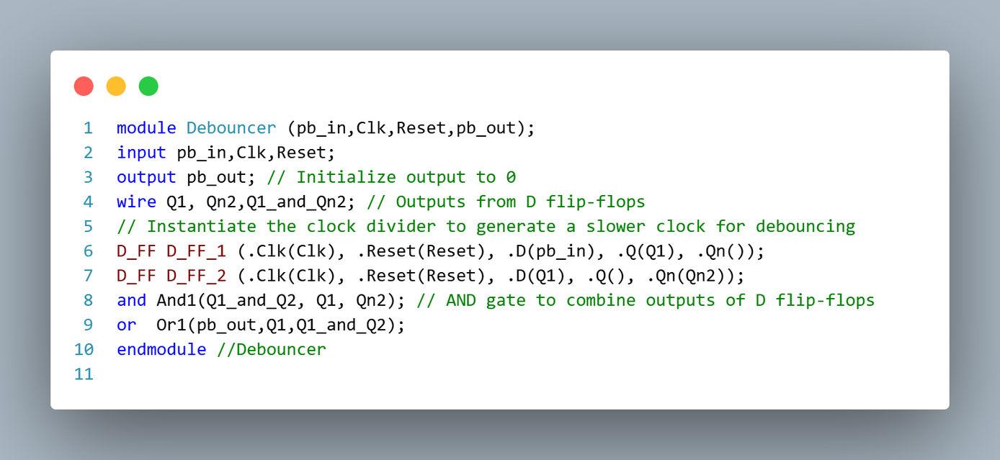 1 module Debouncer (pb_in,Clk,Reset,pb_out);
2 input pb_in,Clk,Reset;
3 output pb_out; // Initialize output to 0
4 wire Q1, Qn2,Q1_and_Qn2; // Outputs from D flip-flops
5 // Instantiate the clock divider to generate a slower clock for debouncing
6 D_FF D_FF_1 (.Clk(Clk), .Reset(Reset), .D(pb_in), .Q(Q1), .Qn());
7 D_FF D_FF_2 (.Clk(Clk), .Reset(Reset), .D(Q1), .Q(), .Qn(Qn2));
8 and And1(Q1_and_Q2, Q1, Qn2); // AND gate to combine outputs of D flip-flops
9 or  Or1(pb_out,Q1,Q1_and_Q2);
10 endmodule //Debouncer
11